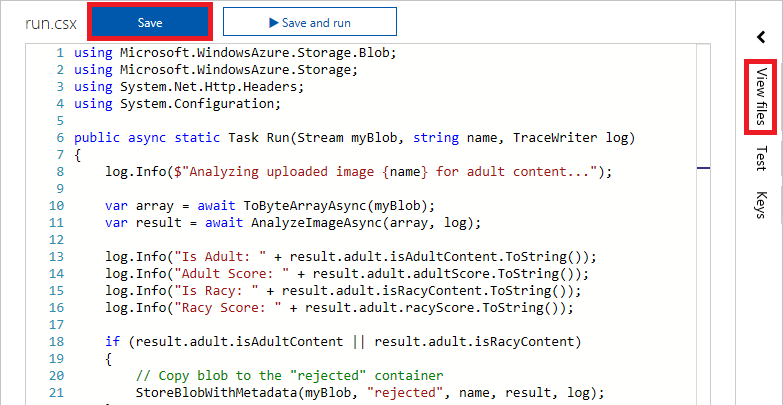 run.csx Save Save and run
1 using Microsoft.WindowsAzure.Storage.Blob;
2 using Microsoft.WindowsAzure.Storage;
3 using System.Net.Http.Headers;
4 using System.Configuration;
5
6 public async static Task Run(Stream myBlob, string name, TraceWriter log)
7 {
8     log.Info($"Analyzing uploaded image {name} for adult content...");
9
10     var array = await ToByteArrayAsync(myBlob);
11     var result = await AnalyzeImageAsync(array, log);
12
13     log.Info("Is Adult: " + result.adult.isAdultContent.ToString());
14     log.Info("Adult Score: " + result.adult.adultScore.ToString());
15     log.Info("Is Racy: " + result.adult.isRacyContent.ToString());
16     log.Info("Racy Score: " + result.adult.racyScore.ToString());
17
18     if (result.adult.isAdultContent || result.adult.isRacyContent)
19     {
20         // Copy blob to the "rejected" container
21         StoreBlobWithMetadata(myBlob, "rejected", name, result, log);
View files
Test
Keys